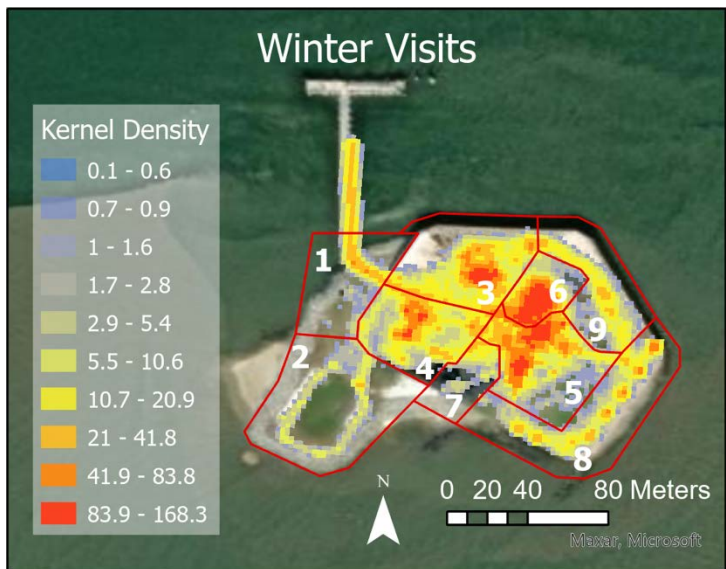 Winter Visits
Kernel Density
0.1 - 0.6
0.7 - 0.9
1 - 1.6
1.7 - 2.8
2.9 - 5.4
5.5 - 10.6
10.7 - 20.9
21 - 41.8
41.9 - 83.8
83.9 - 168.3
1
2
3
4
5
6
7
8
9
N
0 20 40 80 Meters
Maxar, Microsoft